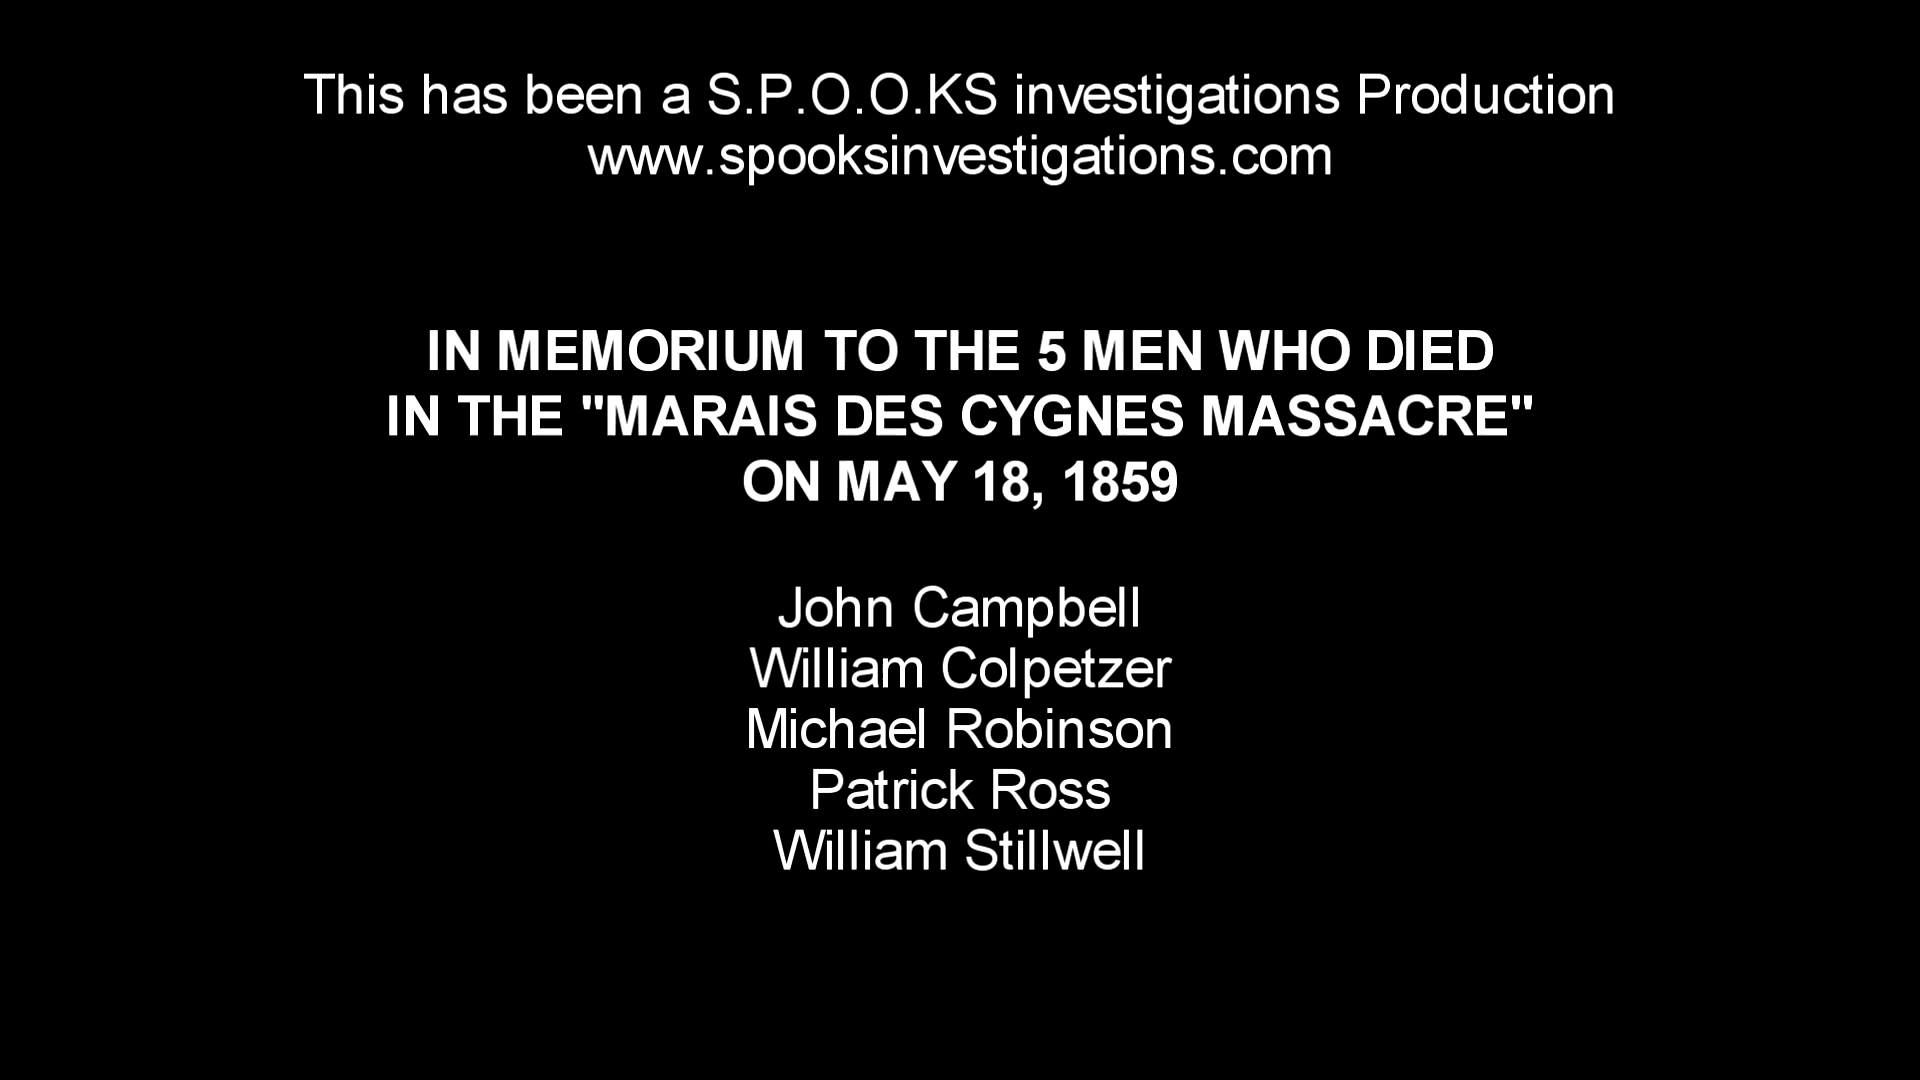 This has been a S.P.O.O.KS investigations Production
www.spooksinvestigations.com
IN MEMORIUM TO THE 5 MEN WHO DIED
IN THE "MARAIS DES CYGNES MASSACRE"
ON MAY 18, 1859
John Campbell
William Colpetzer
Michael Robinson
Patrick Ross
William Stillwell